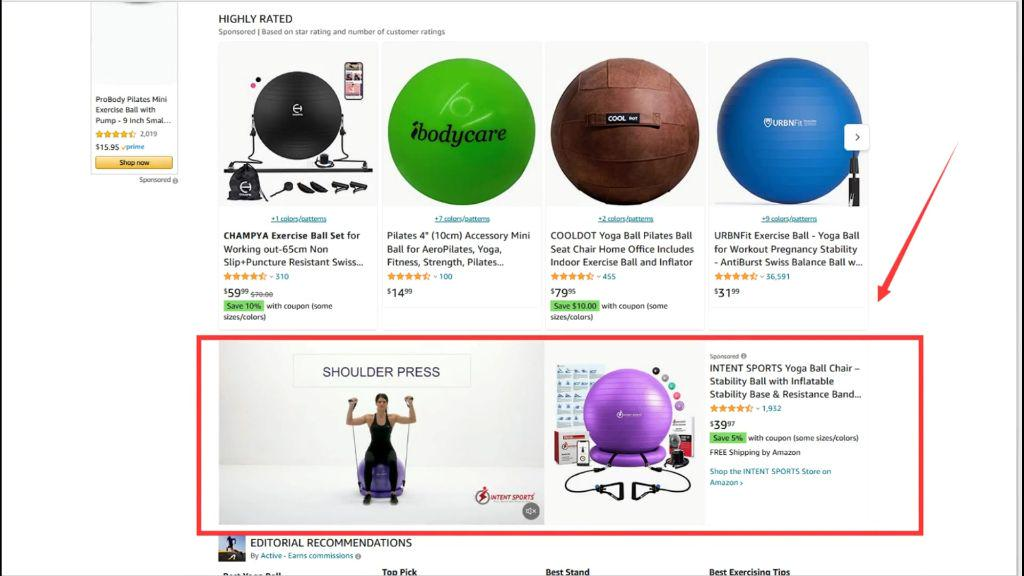 HIGHLY RATED
Sponsored | Based on star rating and number of customer ratings
ProBody Pilates Mini
Exercise Ball with
Pump - 9 Inch Smal...
2,019
$15.95 prime
Shop now
Sponsored
ibodycare
COOL DOT
URBNFit
+1 colors/patterns
CHAMPYA Exercise Ball Set for
Working out-65cm Non
Slip+Puncture Resistant Swiss...
310
$59.99 $70.00
Save 10% with coupon (some
sizes/colors)
+7 colors/patterns
Pilates 4" (10cm) Accessory Mini
Ball for AeroPilates, Yoga,
Fitness, Strength, Pilates...
100
$14.99
+2 colors/patterns
COOLDOT Yoga Ball Pilates Ball
Seat Chair Home Office Includes
Indoor Exercise Ball and Inflator
455
$79.95
Save $10.00 with coupon (some
sizes/colors)
+9 colors/patterns
URBNFit Exercise Ball - Yoga Ball
for Workout Pregnancy Stability
- AntiBurst Swiss Balance Ball w...
36,591
$31.99
SHOULDER PRESS
INTENT SPORTS
Sponsored
INTENT SPORTS Yoga Ball Chair –
Stability Ball with Inflatable
Stability Base & Resistance Band...
1,932
$39.97
Save 5% with coupon (some sizes/colors)
FREE Shipping by Amazon
Shop the INTENT SPORTS Store on
Amazon ›
EDITORIAL RECOMMENDATIONS
By Active - Earns commissions
Best Yoga Ball
Top Pick
Best Stand
Best Exercising Tips